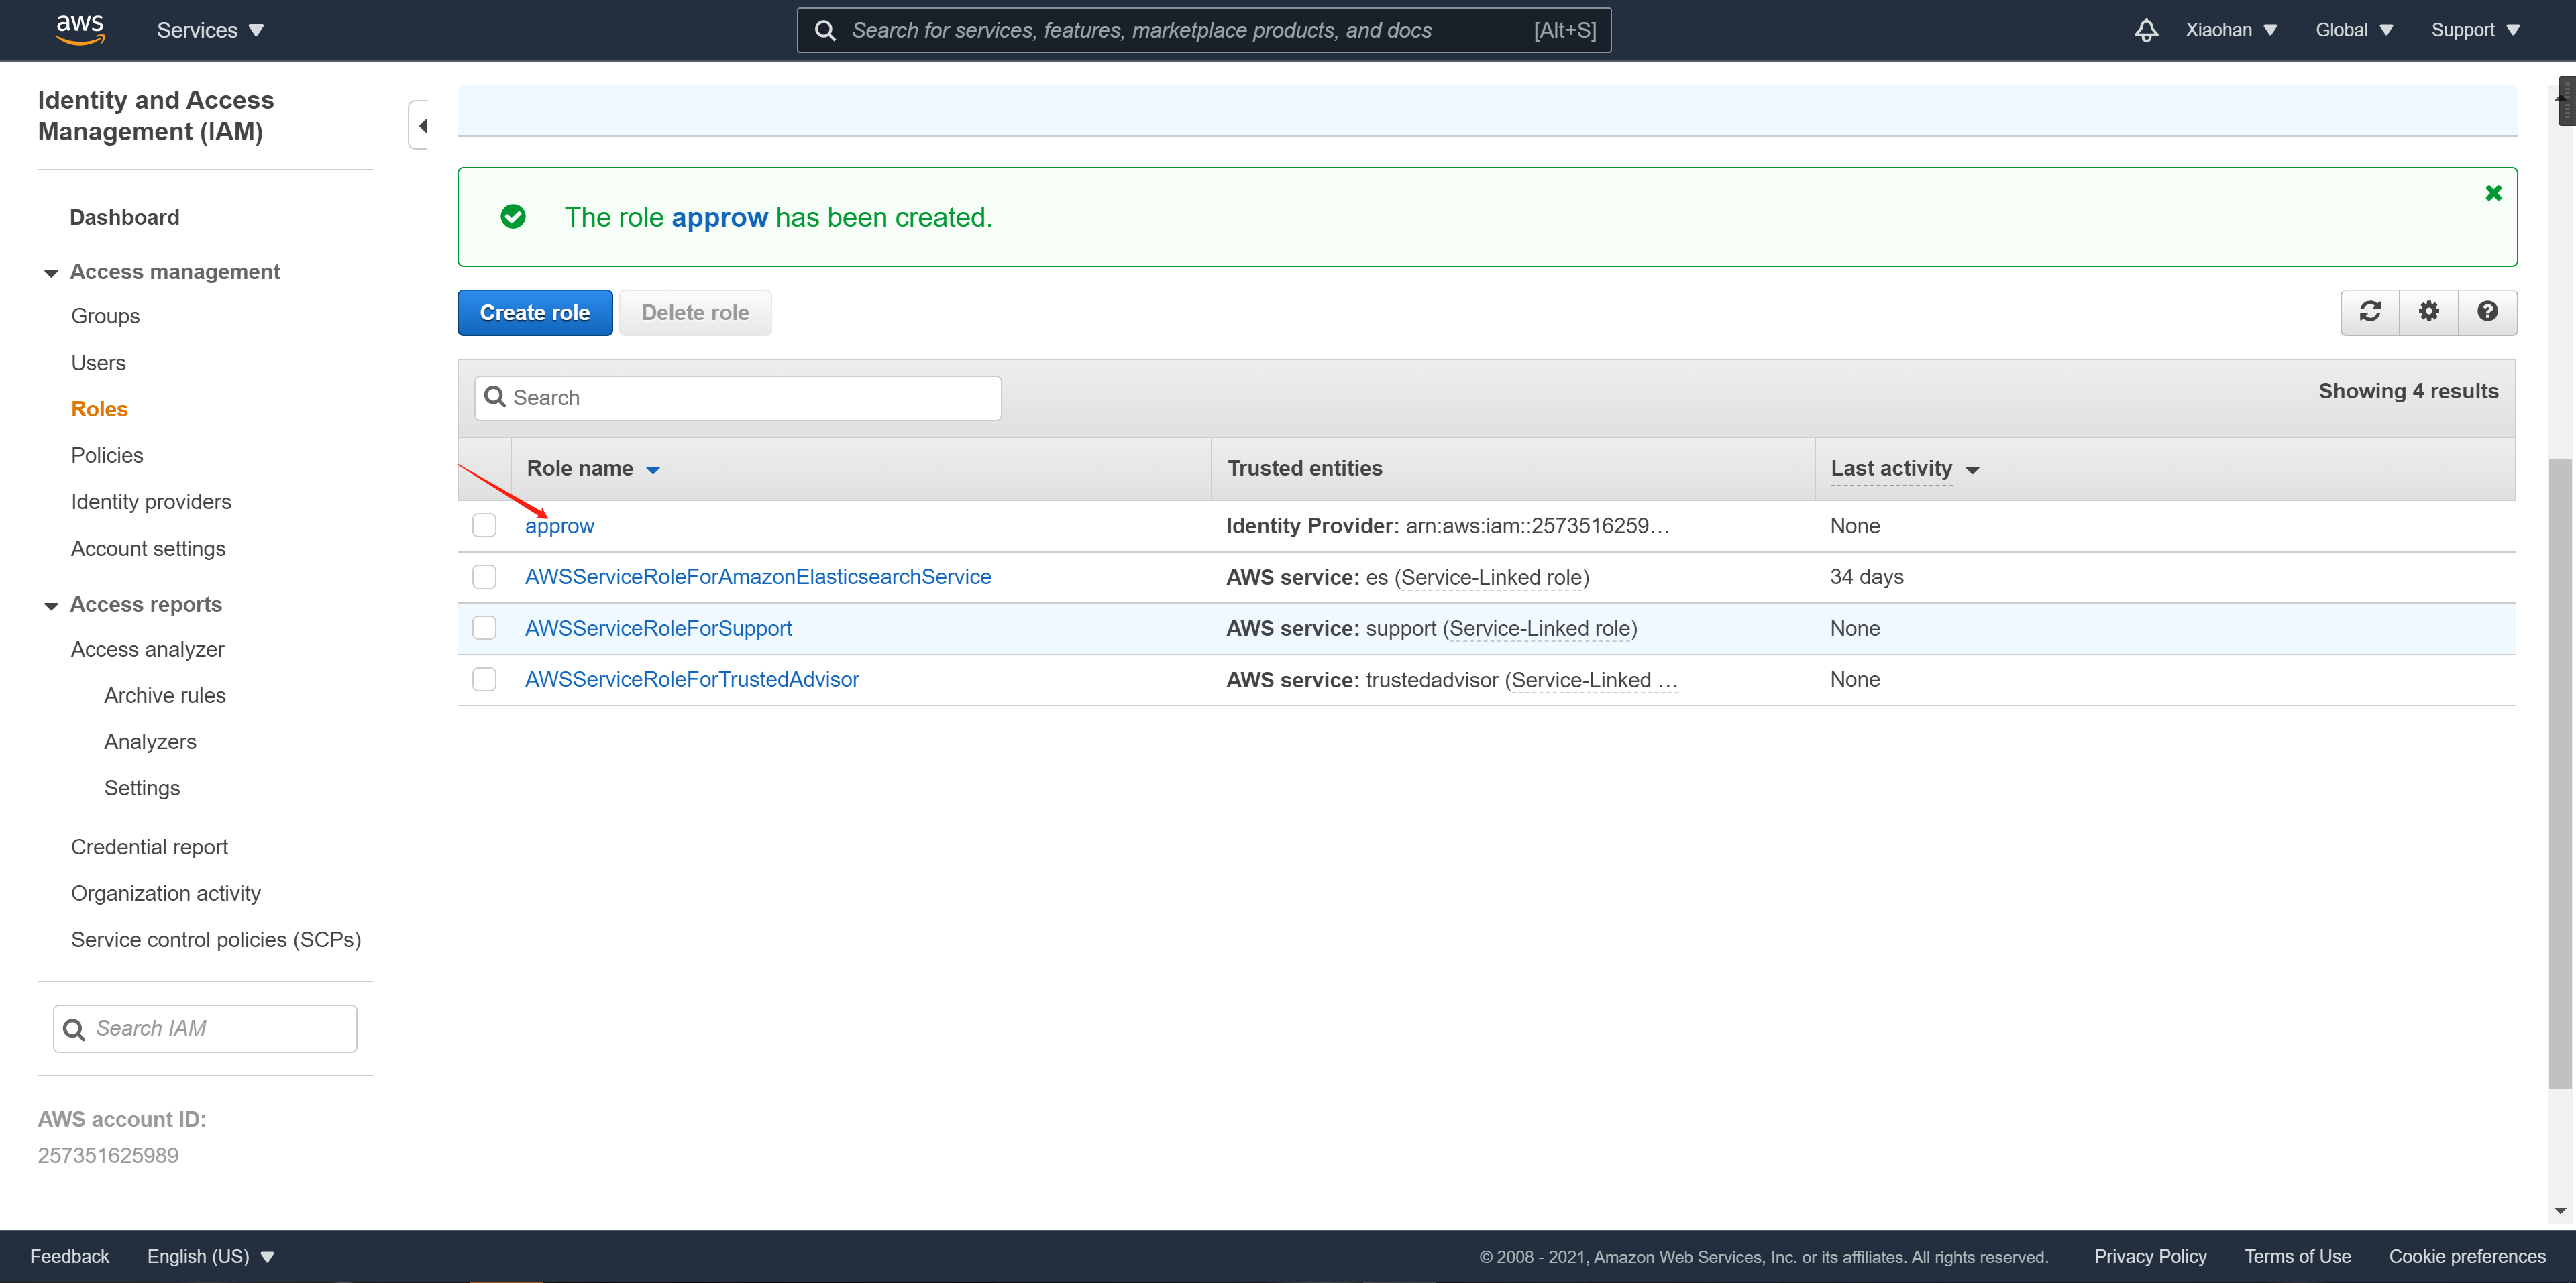 aws
Services
Search for services, features, marketplace products, and docs
[Alt+S]
Xiaohan
Global
Support
Identity and Access
Management (IAM)
Dashboard
Access management
Groups
Users
Roles
Policies
Identity providers
Account settings
Access reports
Access analyzer
Archive rules
Analyzers
Settings
Credential report
Organization activity
Service control policies (SCPs)
Search IAM
AWS account ID:
257351625989
The role approw has been created.
Create role
Delete role
Search
Showing 4 results
Role name
Trusted entities
Last activity
approw
Identity Provider: arn:aws:iam::2573516259…
None
AWSServiceRoleForAmazonElasticsearchService
AWS service: es (Service-Linked role)
34 days
AWSServiceRoleForSupport
AWS service: support (Service-Linked role)
None
AWSServiceRoleForTrustedAdvisor
AWS service: trustedadvisor (Service-Linked …
None
Feedback
English (US)
© 2008 - 2021, Amazon Web Services, Inc. or its affiliates. All rights reserved.
Privacy Policy
Terms of Use
Cookie preferences